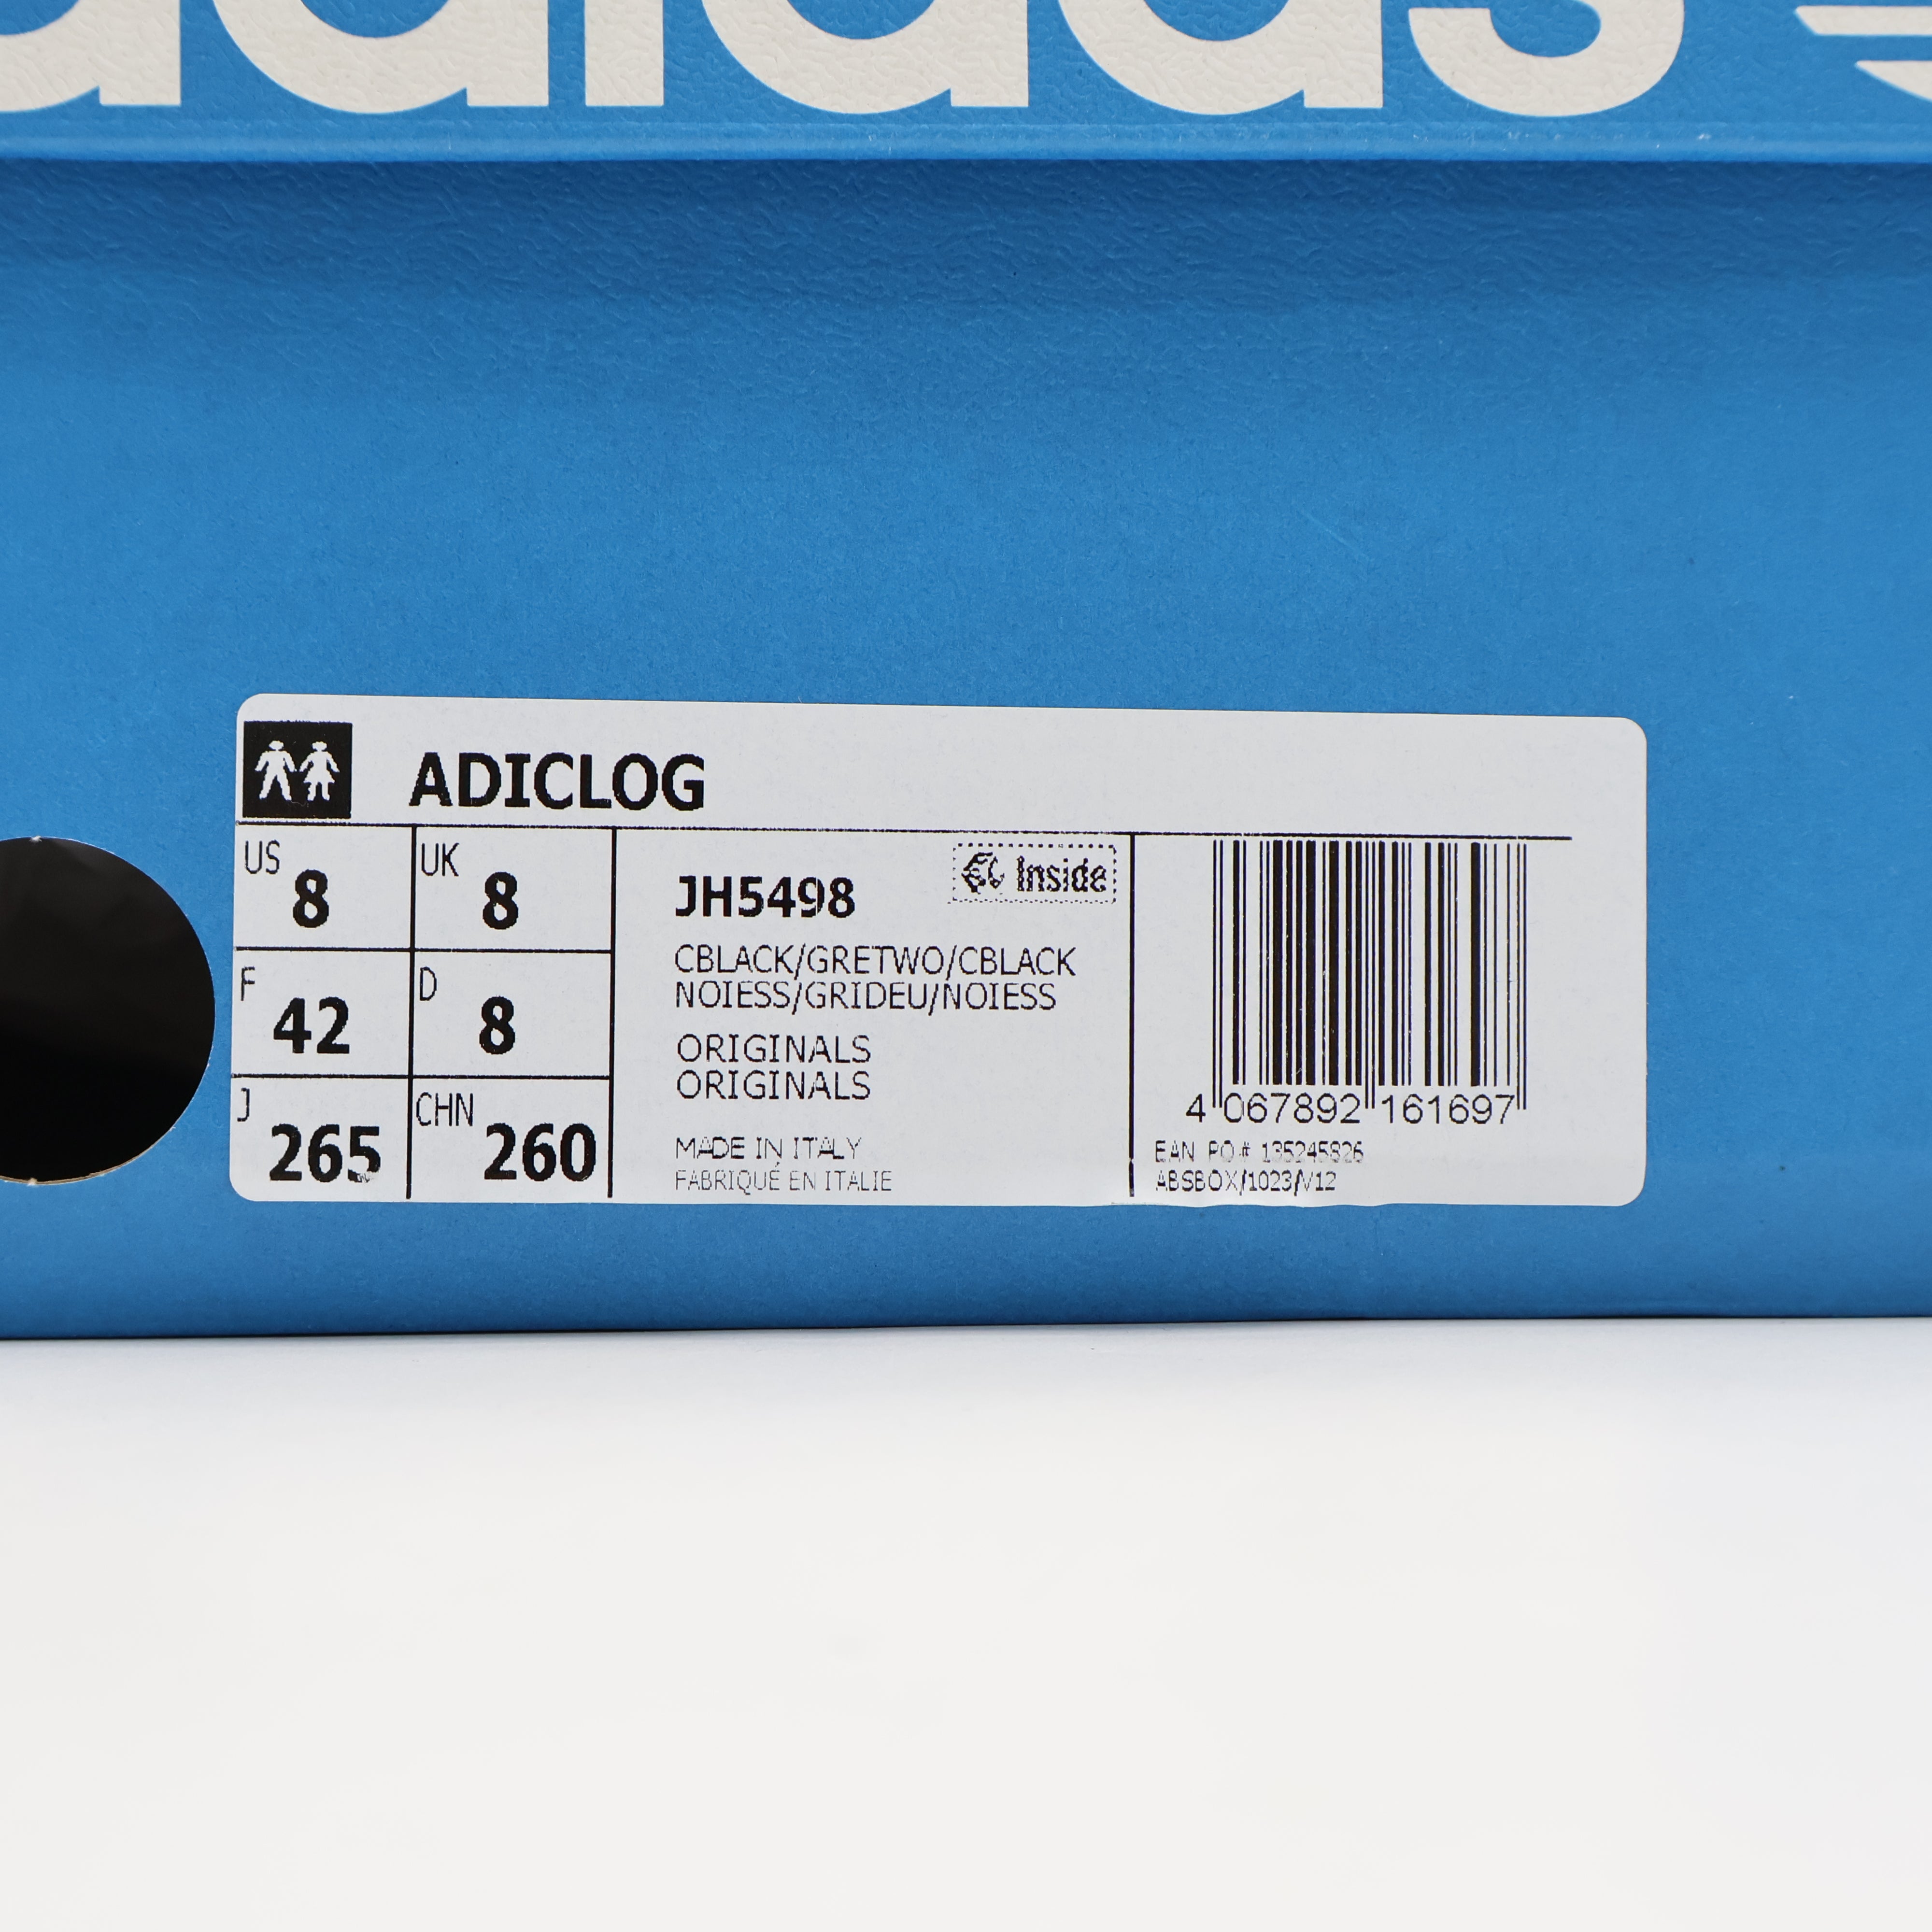 adidas
ADICLOG
US 8
UK 8
F 42
D 8
J 265
CHN 260
JH5498
Inside
CBLACK/GRETWO/CBLACK
NOIESS/GRIDEU/NOIESS
ORIGINALS
ORIGINALS
MADE IN ITALY
FABRIQUÉ EN ITALIE
4 067892 161697
EAN PO# 135245826
ABSBOX/1023/V12